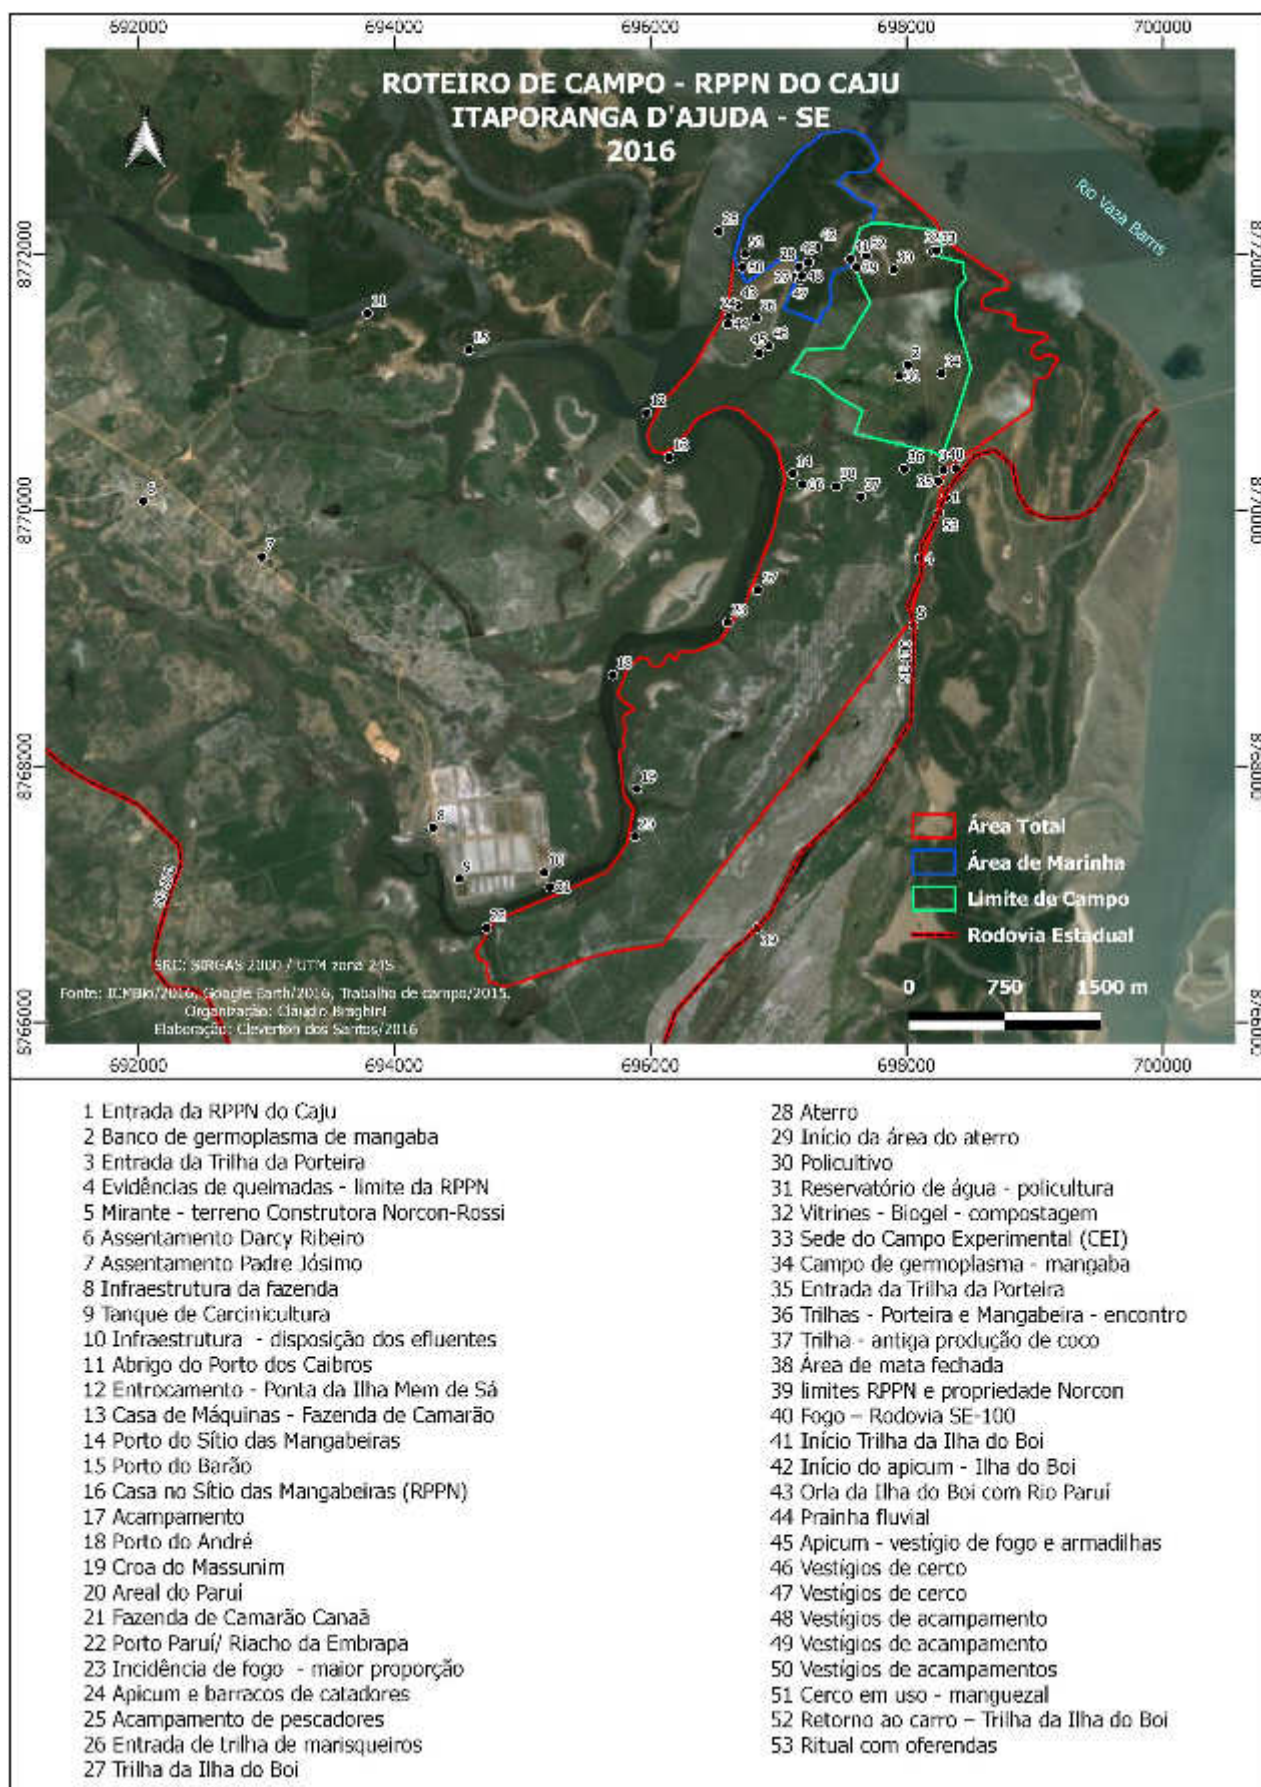 692000 694000 696000 698000 700000
ROTEIRO DE CAMPO - RPPN DO CAJU
ITAPORANGA D'AJUDA - SE
2016
Rio Vaza Barris
8772000
8772000
8770000
8770000
8768000
8768000
8766000
8766000
SE-100
Área Total
Área de Marinha
Limite de Campo
Rodovia Estadual
0 750 1500 m
SRC: SIRGAS 2000 / UTM zona 24S
Fonte: ICMBio/2016, Google Earth/2016, Trabalho de campo/2015.
Organização: Cláudio Braghini
Elaboração: Cleverton dos Santos/2016
692000 694000 696000 698000 700000
1 Entrada da RPPN do Caju
2 Banco de germoplasma de mangaba
3 Entrada da Trilha da Porteira
4 Evidências de queimadas - limite da RPPN
5 Mirante - terreno Construtora Norcon-Rossi
6 Assentamento Darcy Ribeiro
7 Assentamento Padre Jósimo
8 Infraestrutura da fazenda
9 Tanque de Carcinicultura
10 Infraestrutura - disposição dos efluentes
11 Abrigo do Porto dos Caibros
12 Entrocamento - Ponta da Ilha Mem de Sá
13 Casa de Máquinas - Fazenda de Camarão
14 Porto do Sítio das Mangabeiras
15 Porto do Barão
16 Casa no Sítio das Mangabeiras (RPPN)
17 Acampamento
18 Porto do André
19 Croa do Massunim
20 Areal do Paruí
21 Fazenda de Camarão Canaã
22 Porto Paruí/ Riacho da Embrapa
23 Incidência de fogo - maior proporção
24 Apicum e barracos de catadores
25 Acampamento de pescadores
26 Entrada de trilha de marisqueiros
27 Trilha da Ilha do Boi
28 Aterro
29 Início da área do aterro
30 Policultivo
31 Reservatório de água - policultura
32 Vitrines - Biogel - compostagem
33 Sede do Campo Experimental (CEI)
34 Campo de germoplasma - mangaba
35 Entrada da Trilha da Porteira
36 Trilhas - Porteira e Mangabeira - encontro
37 Trilha - antiga produção de coco
38 Área de mata fechada
39 limites RPPN e propriedade Norcon
40 Fogo – Rodovia SE-100
41 Início Trilha da Ilha do Boi
42 Início do apicum - Ilha do Boi
43 Orla da Ilha do Boi com Rio Paruí
44 Prainha fluvial
45 Apicum - vestígio de fogo e armadilhas
46 Vestígios de cerco
47 Vestígios de cerco
48 Vestígios de acampamento
49 Vestígios de acampamento
50 Vestígios de acampamentos
51 Cerco em uso - manguezal
52 Retorno ao carro – Trilha da Ilha do Boi
53 Ritual com oferendas